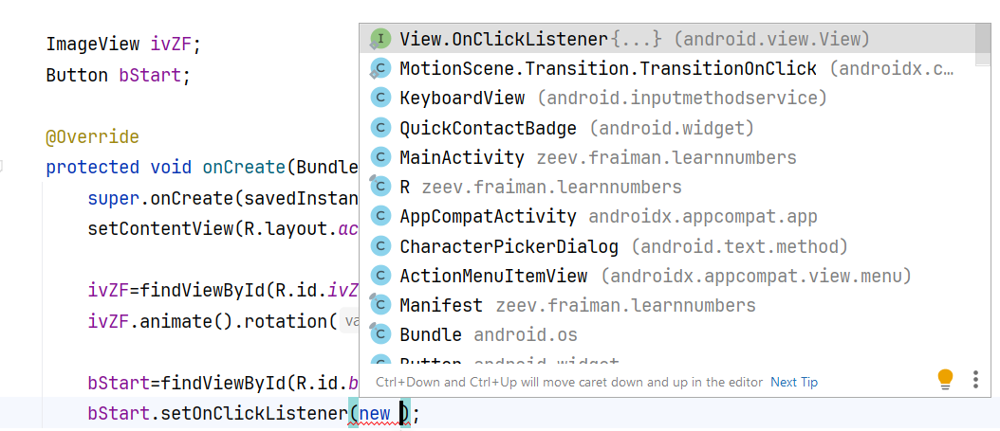 ImageView ivZF;
Button bStart;
@Override
protected void onCreate(Bundle
super.onCreate(savedInstan
setContentView(R.layout.ac
ivZF=findViewById(R.id.ivZ
ivZF.animate().rotation( va
bStart=findViewById(R.id.b
bStart.setOnClickListener(new );
View.OnClickListener{...} (android.view.View)
MotionScene.Transition.TransitionOnClick (androidx.c…
KeyboardView (android.inputmethodservice)
QuickContactBadge (android.widget)
MainActivity zeev.fraiman.learnnumbers
R zeev.fraiman.learnnumbers
AppCompatActivity androidx.appcompat.app
CharacterPickerDialog (android.text.method)
ActionMenuItemView (androidx.appcompat.view.menu)
Manifest zeev.fraiman.learnnumbers
Bundle android.os
Button android.widget
Ctrl+Down and Ctrl+Up will move caret down and up in the editor Next Tip